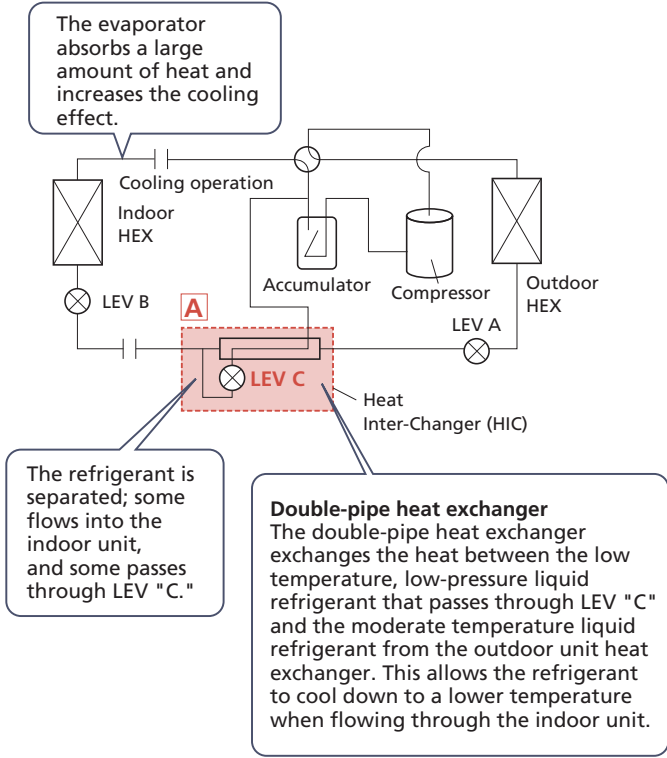 The evaporator
absorbs a large
amount of heat and
increases the cooling
effect.
Cooling operation
Indoor
HEX
Accumulator
Compressor
Outdoor
HEX
LEV B
A
LEV A
LEV C
Heat
Inter-Changer (HIC)
The refrigerant is
separated; some
flows into the
indoor unit,
and some passes
through LEV "C."
Double-pipe heat exchanger
The double-pipe heat exchanger
exchanges the heat between the low
temperature, low-pressure liquid
refrigerant that passes through LEV "C"
and the moderate temperature liquid
refrigerant from the outdoor unit heat
exchanger. This allows the refrigerant
to cool down to a lower temperature
when flowing through the indoor unit.